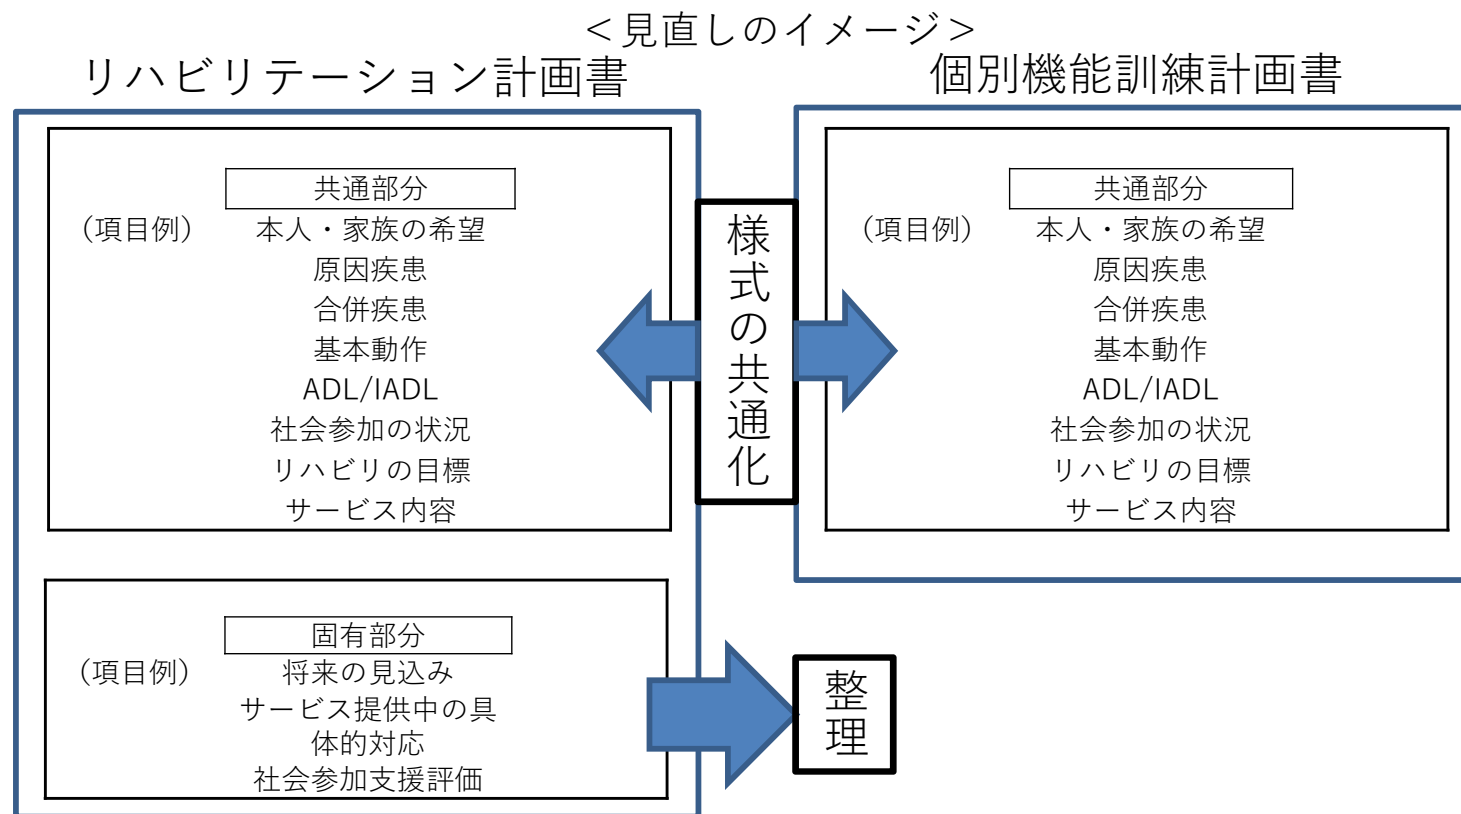 ＜見直しのイメージ＞
リハビリテーション計画書
共通部分
（項目例）
本人・家族の希望
原因疾患
合併疾患
基本動作
ADL/IADL
社会参加の状況
リハビリの目標
サービス内容
固有部分
（項目例）
将来の見込み
サービス提供中の具
体的対応
社会参加支援評価
様式の共通化
整理
個別機能訓練計画書
共通部分
（項目例）
本人・家族の希望
原因疾患
合併疾患
基本動作
ADL/IADL
社会参加の状況
リハビリの目標
サービス内容